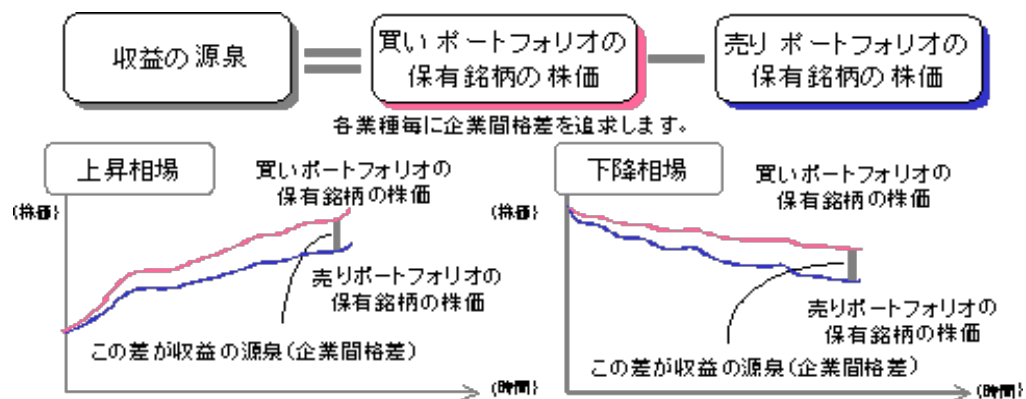 収益の源泉
買い ポートフォリオの
保有銘柄の株価
売り ポートフォリオの
保有銘柄の株価
各業種毎に企業間格差を追求します。
上昇相場
買いポートフォリオの
保有銘柄の株価
(株価)
売りポートフォリオの
保有銘柄の株価
この差が収益の源泉(企業間格差)
(時間)
下降相場
買いポートフォリオの
保有銘柄の株価
(株価)
売りポートフォリオの
保有銘柄の株価
この差が収益の源泉(企業間格差)
(時間)